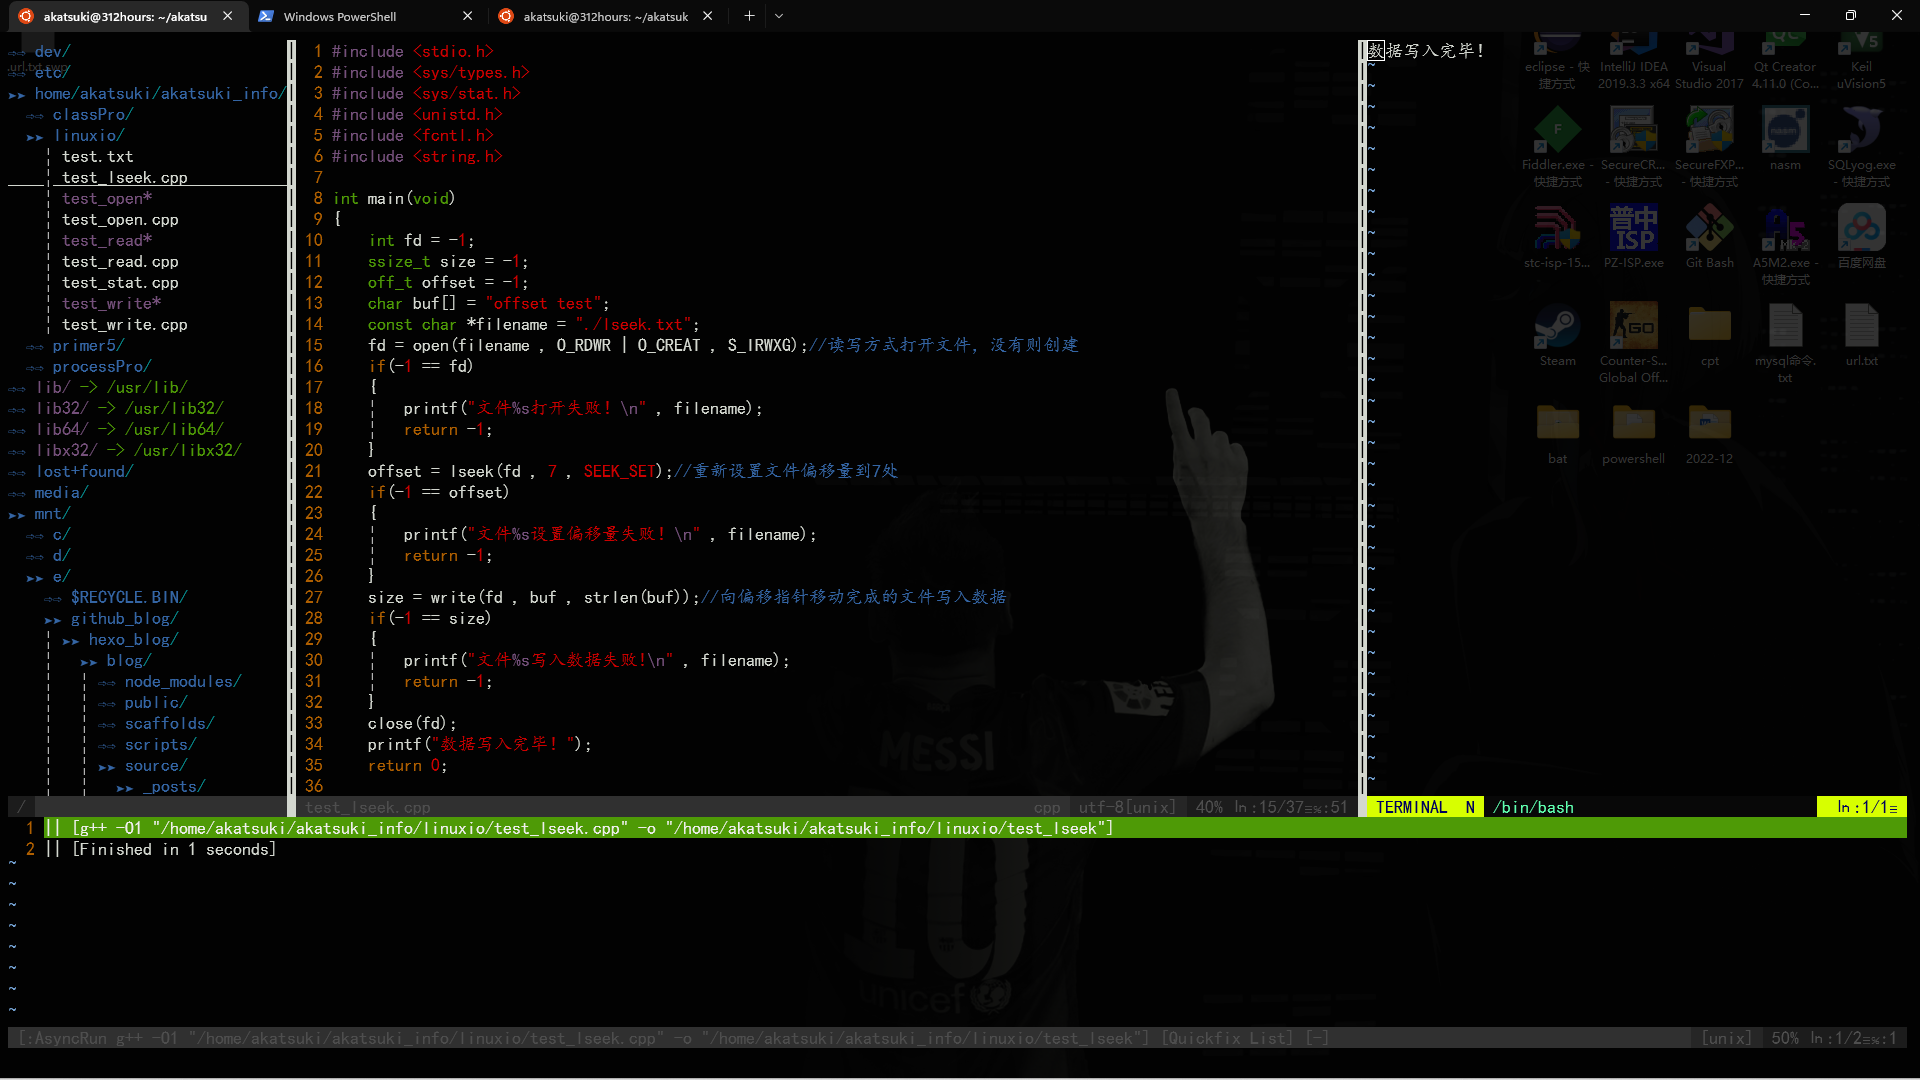 akatsuki@312hours: ~/akatsu
Windows PowerShell
akatsuki@312hours: ~/akatsuk
dev/
.url.txt.swp
etc/
home/akatsuki/akatsuki_info/
classPro/
linuxio/
test.txt
test_lseek.cpp
test_open*
test_open.cpp
test_read*
test_read.cpp
test_stat.cpp
test_write*
test_write.cpp
primer5/
processPro/
lib/ -> /usr/lib/
lib32/ -> /usr/lib32/
lib64/ -> /usr/lib64/
libx32/ -> /usr/libx32/
lost+found/
media/
mnt/
c/
d/
e/
$RECYCLE.BIN/
github_blog/
hexo_blog/
blog/
node_modules/
public/
scaffolds/
scripts/
source/
_posts/
/
1 #include <stdio.h>
2 #include <sys/types.h>
3 #include <sys/stat.h>
4 #include <unistd.h>
5 #include <fcntl.h>
6 #include <string.h>
7
8 int main(void)
9 {
10 int fd = -1;
11 ssize_t size = -1;
12 off_t offset = -1;
13 char buf[] = "offset test";
14 const char *filename = "./lseek.txt";
15 fd = open(filename , O_RDWR | O_CREAT , S_IRWXG);//读写方式打开文件，没有则创建
16 if(-1 == fd)
17 {
18 ¦ printf("文件%s打开失败！\n" , filename);
19 ¦ return -1;
20 }
21 offset = lseek(fd , 7 , SEEK_SET);//重新设置文件偏移量到7处
22 if(-1 == offset)
23 {
24 ¦ printf("文件%s设置偏移量失败！\n" , filename);
25 ¦ return -1;
26 }
27 size = write(fd , buf , strlen(buf));//向偏移指针移动完成的文件写入数据
28 if(-1 == size)
29 {
30 ¦ printf("文件%s写入数据失败!\n" , filename);
31 ¦ return -1;
32 }
33 close(fd);
34 printf("数据写入完毕！");
35 return 0;
36
test_lseek.cpp cpp utf-8[unix] 40% ln:15/37≡℅:51
数据写入完毕！
TERMINAL N /bin/bash ln:1/1≡
eclipse - 快
捷方式
IntelliJ IDEA
2019.3.3 x64
Visual
Studio 2017
Qt Creator
4.11.0 (Co...
Keil
uVision5
Fiddler.exe -
快捷方式
SecureCR...
- 快捷方式
SecureFXP...
- 快捷方式
nasm
SQLyog.exe
- 快捷方式
普中
ISP
stc-isp-15...
PZ-ISP.exe
Git Bash
A5M2.exe -
快捷方式
百度网盘
Steam
Counter-S...
Global Off...
cpt
mysql命令.
txt
url.txt
bat
powershell
2022-12
MESSI
10
unicef
1 || [g++ -O1 "/home/akatsuki/akatsuki_info/linuxio/test_lseek.cpp" -o "/home/akatsuki/akatsuki_info/linuxio/test_lseek"]
2 || [Finished in 1 seconds]
[:AsyncRun g++ -O1 "/home/akatsuki/akatsuki_info/linuxio/test_lseek.cpp" -o "/home/akatsuki/akatsuki_info/linuxio/test_lseek"] [Quickfix List] [-] [unix] 50% ln:1/2≡℅:1